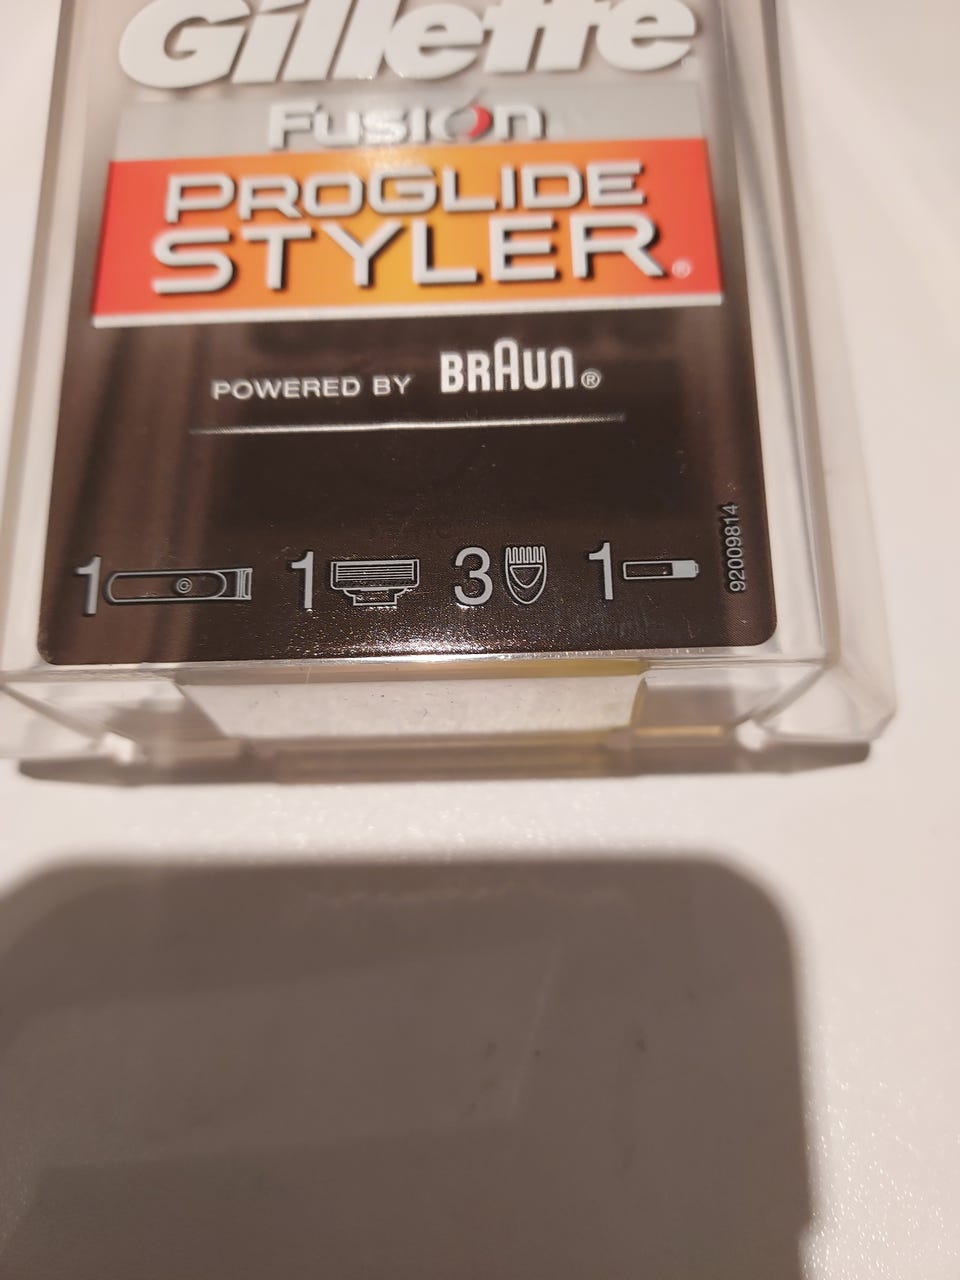 Gillette
Fusion
PROGLIDE
STYLER®
POWERED BY BRAUN®
1 1 3 1
92009814